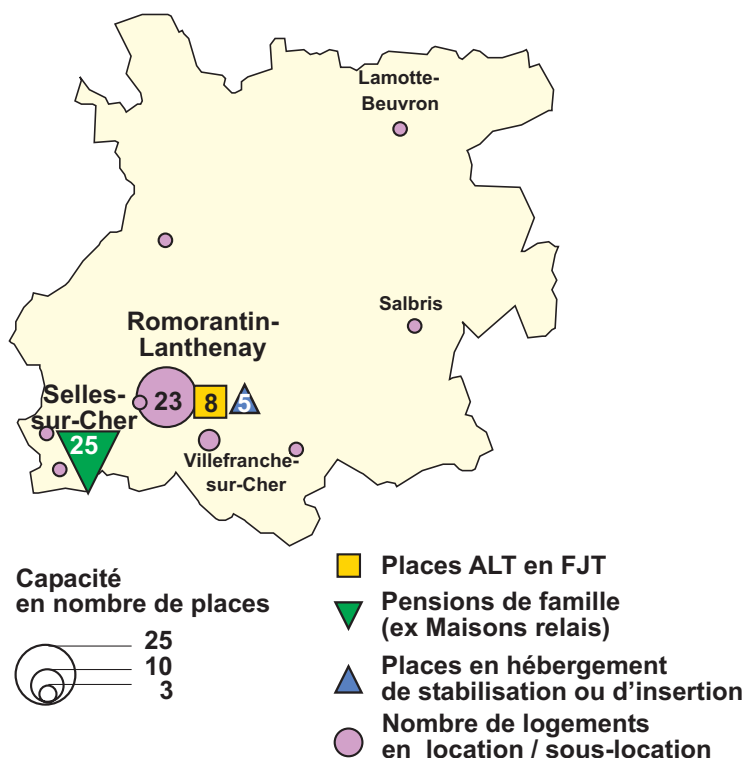 Lamotte-
Beuvron
Salbris
Romorantin-
Lanthenay
23
8
5
Selles-
sur-Cher
25
Villefranche-
sur-Cher
Capacité
en nombre de places
25
10
3
Places ALT en FJT
Pensions de famille
(ex Maisons relais)
Places en hébergement
de stabilisation ou d'insertion
Nombre de logements
en location / sous-location